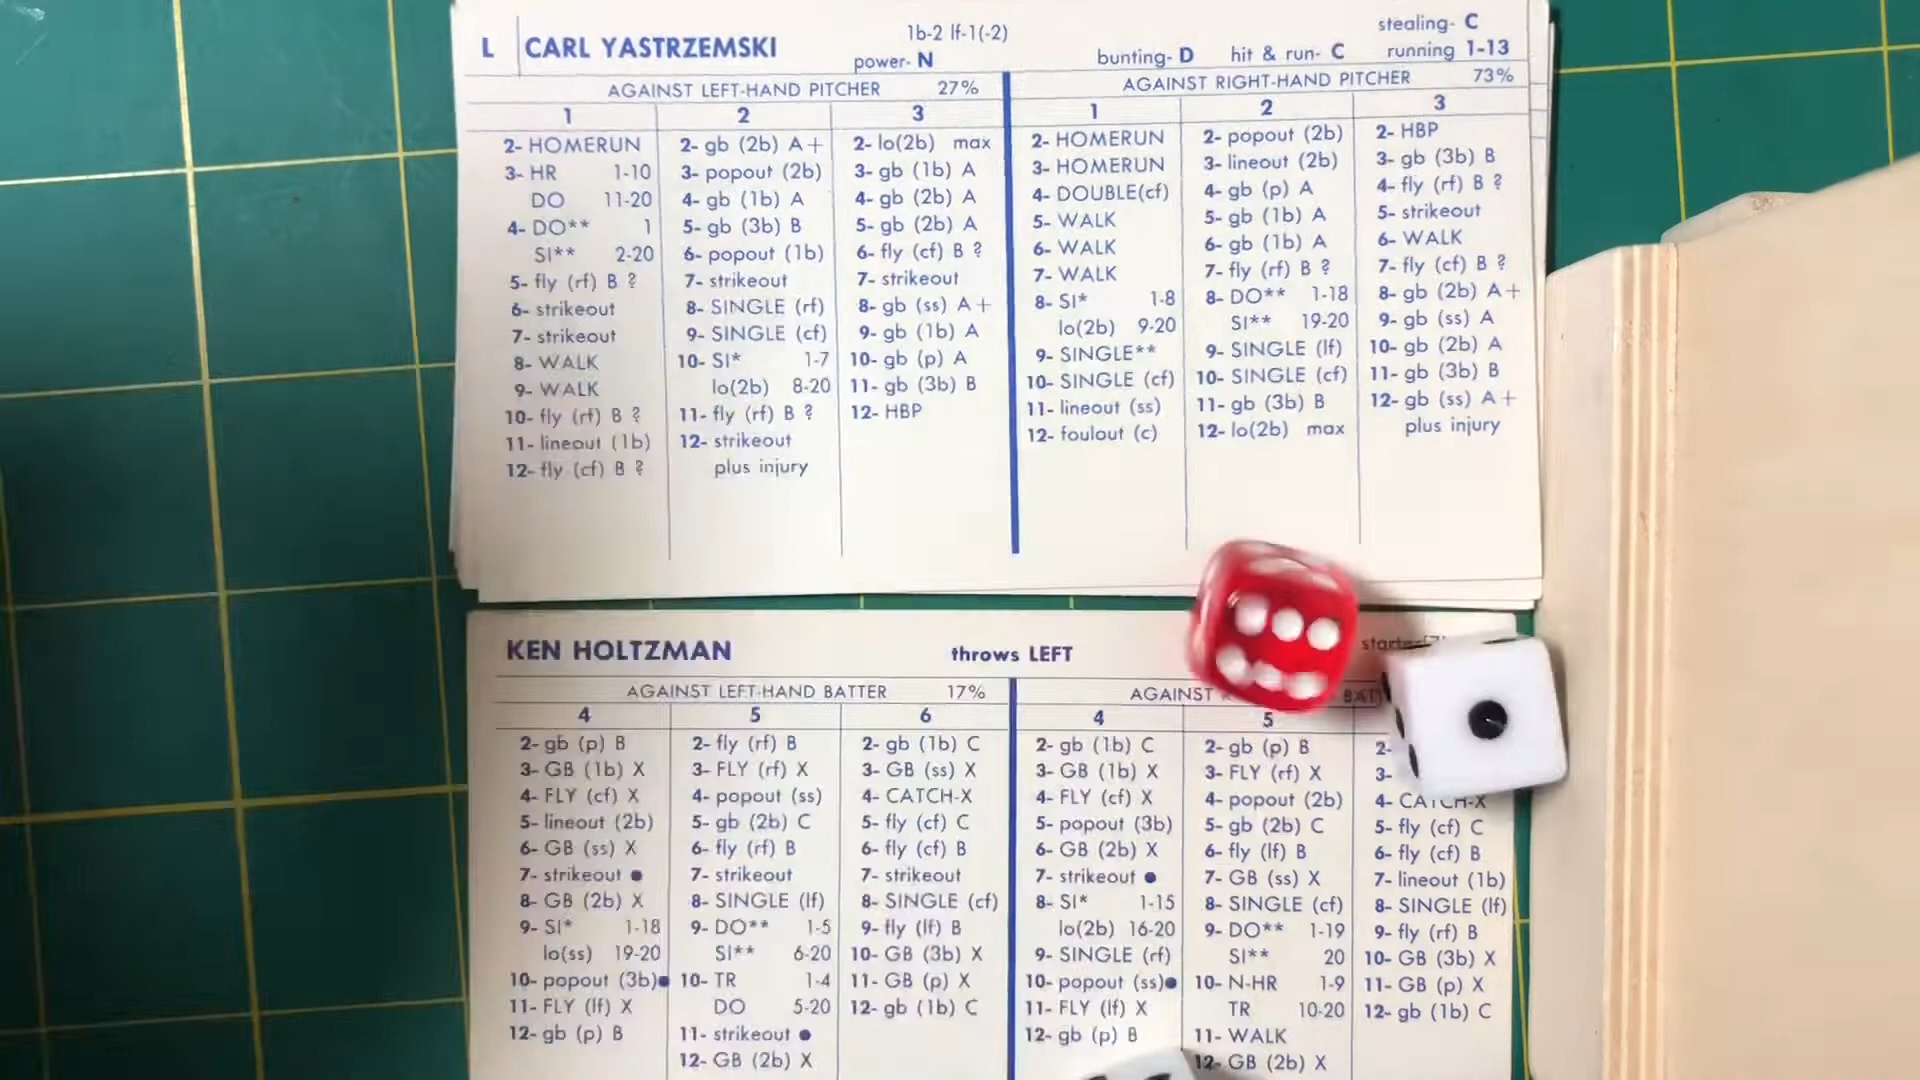 L CARL YASTRZEMSKI 1b-2 lf-1(-2) power- N bunting- D hit & run- C stealing- C running 1-13
AGAINST LEFT-HAND PITCHER 27%
1 2 3
2- HOMERUN 2- gb (2b) A+ 2- lo(2b) max
3- HR 1-10 3- popout (2b) 3- gb (1b) A
DO 11-20 4- gb (1b) A 4- gb (2b) A
4- DO** 1 5- gb (3b) B 5- gb (2b) A
SI** 2-20 6- popout (1b) 6- fly (cf) B ?
5- fly (rf) B ? 7- strikeout 7- strikeout
6- strikeout 8- SINGLE (rf) 8- gb (ss) A+
7- strikeout 9- SINGLE (cf) 9- gb (1b) A
8- WALK 10- SI* 1-7 10- gb (p) A
9- WALK lo(2b) 8-20 11- gb (3b) B
10- fly (rf) B ? 11- fly (rf) B ? 12- HBP
11- lineout (1b) 12- strikeout
12- fly (cf) B ? plus injury
AGAINST RIGHT-HAND PITCHER 73%
1 2 3
2- HOMERUN 2- popout (2b) 2- HBP
3- HOMERUN 3- lineout (2b) 3- gb (3b) B
4- DOUBLE(cf) 4- gb (p) A 4- fly (rf) B ?
5- WALK 5- gb (1b) A 5- strikeout
6- WALK 6- gb (1b) A 6- WALK
7- WALK 7- fly (rf) B ? 7- fly (cf) B ?
8- SI* 1-8 8- DO** 1-18 8- gb (2b) A+
lo(2b) 9-20 SI** 19-20 9- gb (ss) A
9- SINGLE** 9- SINGLE (lf) 10- gb (2b) A
10- SINGLE (cf) 10- SINGLE (cf) 11- gb (3b) B
11- lineout (ss) 11- gb (3b) B 12- gb (ss) A+
12- foulout (c) 12- lo(2b) max plus injury
KEN HOLTZMAN throws LEFT
AGAINST LEFT-HAND BATTER 17%
4 5 6
2- gb (p) B 2- fly (rf) B 2- gb (1b) C
3- GB (1b) X 3- FLY (rf) X 3- GB (ss) X
4- FLY (cf) X 4- popout (ss) 4- CATCH-X
5- lineout (2b) 5- gb (2b) C 5- fly (cf) C
6- GB (ss) X 6- fly (rf) B 6- fly (cf) B
7- strikeout ● 7- strikeout 7- strikeout
8- GB (2b) X 8- SINGLE (lf) 8- SINGLE (cf)
9- SI* 1-18 9- DO** 1-5 9- fly (lf) B
lo(ss) 19-20 SI** 6-20 10- GB (3b) X
10- popout (3b)● 10- TR 1-4 11- GB (p) X
11- FLY (lf) X DO 5-20 12- gb (1b) C
12- gb (p) B 11- strikeout ●
12- GB (2b) X
AGAINST
4 5
2- gb (1b) C 2- gb (p) B 2-
3- GB (1b) X 3- FLY (rf) X 3-
4- FLY (cf) X 4- popout (2b) 4- CATCH-X
5- popout (3b) 5- gb (2b) C 5- fly (cf) C
6- GB (2b) X 6- fly (lf) B 6- fly (cf) B
7- strikeout ● 7- GB (ss) X 7- lineout (1b)
8- SI* 1-15 8- SINGLE (cf) 8- SINGLE (lf)
lo(2b) 16-20 9- DO** 1-19 9- fly (rf) B
9- SINGLE (rf) SI** 20 10- GB (3b) X
10- popout (ss)● 10- N-HR 1-9 11- GB (p) X
11- FLY (lf) X TR 10-20 12- gb (1b) C
12- gb (p) B 11- WALK
12- GB (2b) X